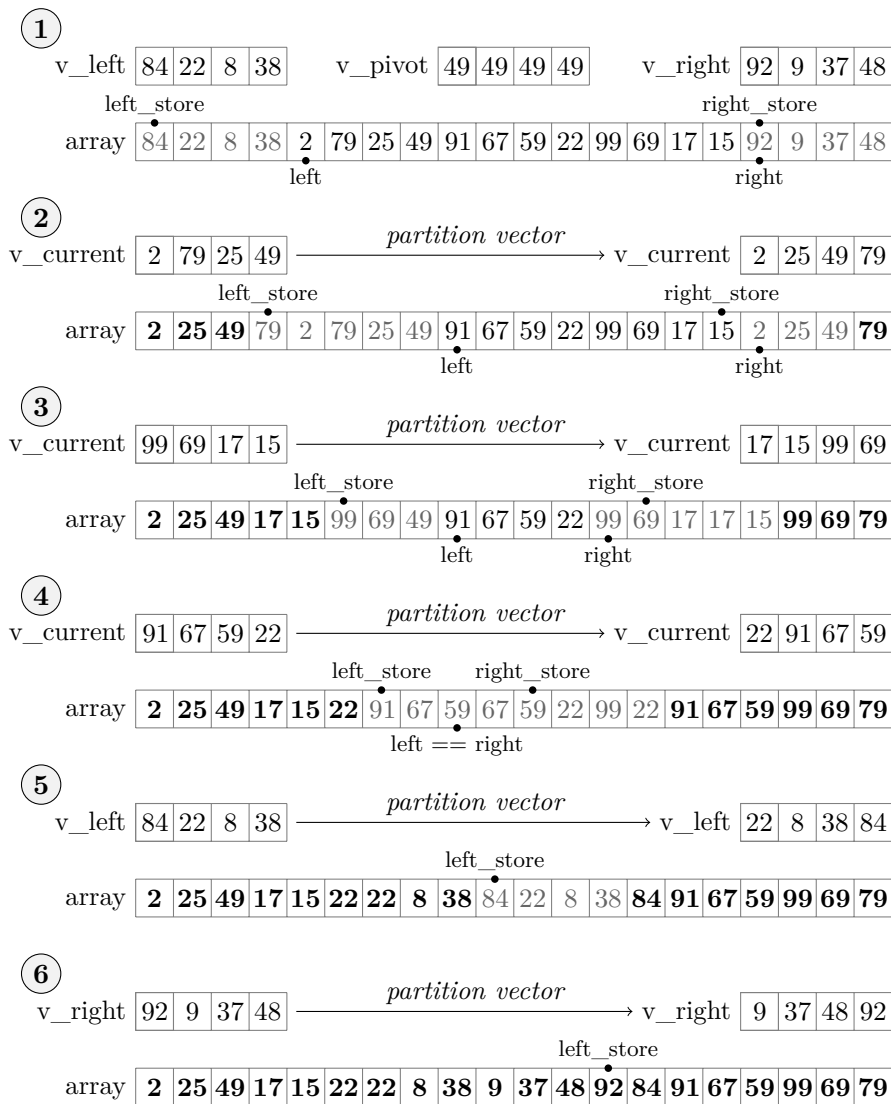 1
v_left 84 22 8 38 v_pivot 49 49 49 49 v_right 92 9 37 48
left_store right_store
array 84 22 8 38 2 79 25 49 91 67 59 22 99 69 17 15 92 9 37 48
left right
2
partition vector
v_current 2 79 25 49 v_current 2 25 49 79
left_store right_store
array 2 25 49 79 2 79 25 49 91 67 59 22 99 69 17 15 2 25 49 79
left right
3
partition vector
v_current 99 69 17 15 v_current 17 15 99 69
left_store right_store
array 2 25 49 17 15 99 69 49 91 67 59 22 99 69 17 17 15 99 69 79
left right
4
partition vector
v_current 91 67 59 22 v_current 22 91 67 59
left_store right_store
array 2 25 49 17 15 22 91 67 59 67 59 22 99 22 91 67 59 99 69 79
left == right
5
partition vector
v_left 84 22 8 38 v_left 22 8 38 84
left_store
array 2 25 49 17 15 22 22 8 38 84 22 8 38 84 91 67 59 99 69 79
6
partition vector
v_right 92 9 37 48 v_right 9 37 48 92
left_store
array 2 25 49 17 15 22 22 8 38 9 37 48 92 84 91 67 59 99 69 79